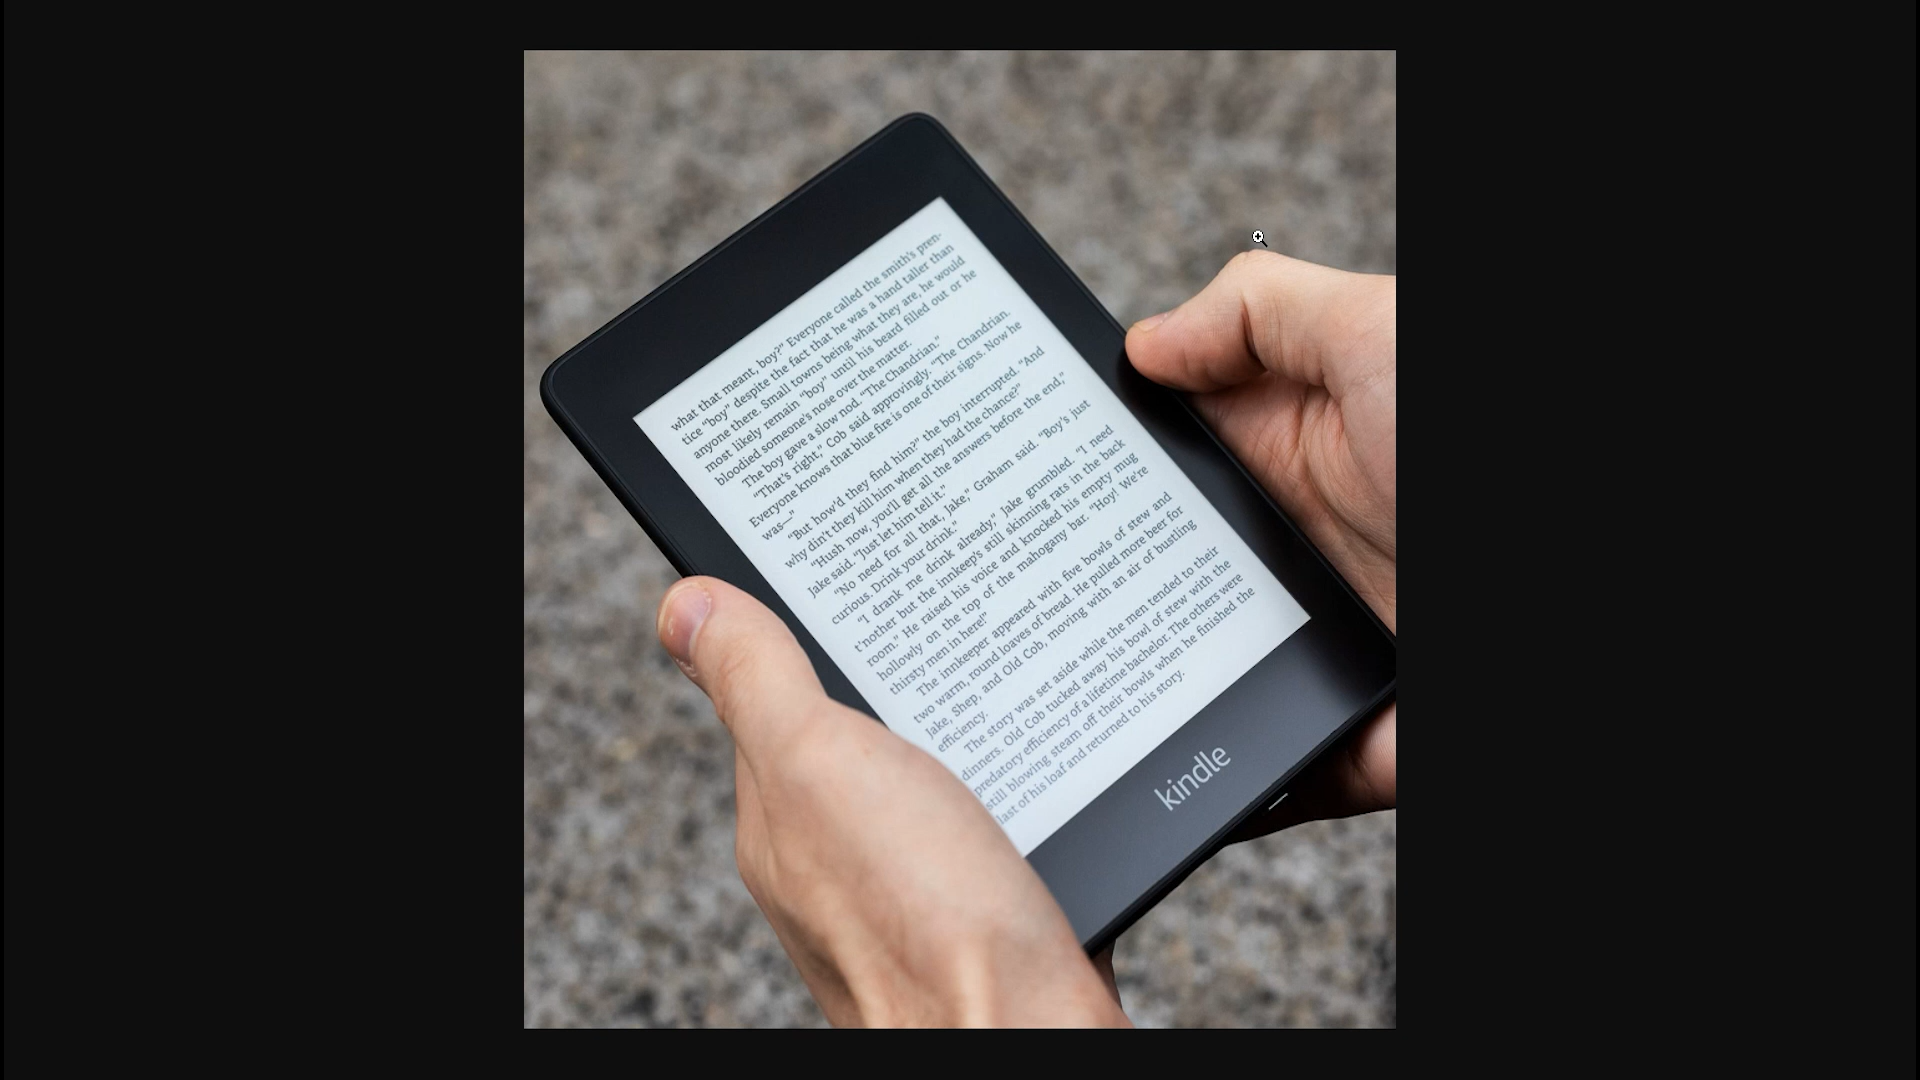 what that meant, boy?” Everyone called the smith’s pren-
tice “boy” despite the fact that he was a hand taller than
anyone there. Small towns being what they are, he would
most likely remain “boy” until his beard filled out or he
bloodied someone’s nose over the matter.
The boy gave a slow nod. “The Chandrian.”
“That’s right,” Cob said approvingly. “The Chandrian.
Everyone knows that blue fire is one of their signs. Now he
was—”
“But how’d they find him?” the boy interrupted. “And
why din’t they kill him when they had the chance?”
“Hush now, you’ll get all the answers before the end,”
Jake said. “Just let him tell it.”
“No need for all that, Jake,” Graham said. “Boy’s just
curious. Drink your drink.”
“I drank me drink already,” Jake grumbled. “I need
t’nother but the innkeep’s still skinning rats in the back
room.” He raised his voice and knocked his empty mug
hollowly on the top of the mahogany bar. “Hoy! We’re
thirsty men in here!”
The innkeeper appeared with five bowls of stew and
two warm, round loaves of bread. He pulled more beer for
Jake, Shep, and Old Cob, moving with an air of bustling
efficiency.
The story was set aside while the men tended to their
dinners. Old Cob tucked away his bowl of stew with the
predatory efficiency of a lifetime bachelor. The others were
still blowing steam off their bowls when he finished the
last of his loaf and returned to his story.
kindle